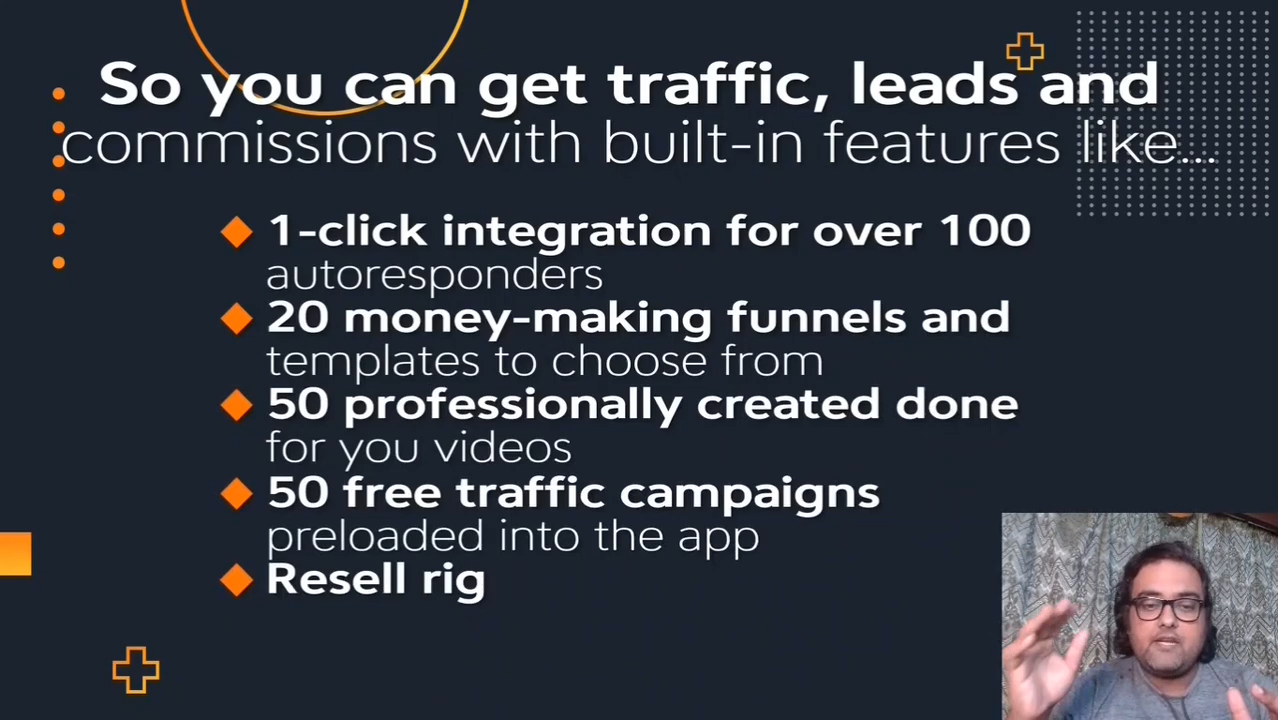 So you can get traffic, leads and
commissions with built-in features like...
1-click integration for over 100
autoresponders
20 money-making funnels and
templates to choose from
50 professionally created done
for you videos
50 free traffic campaigns
preloaded into the app
Resell rig